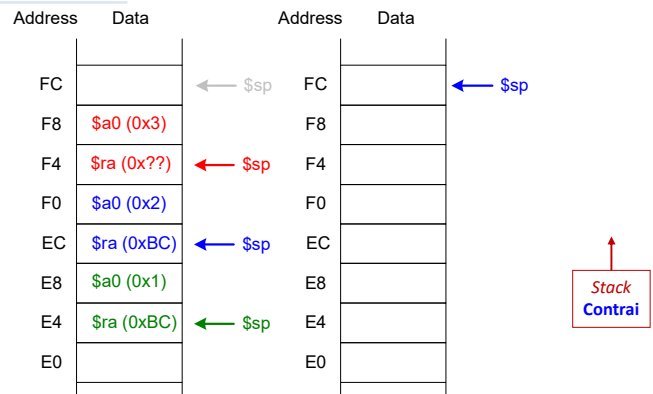 Address Data Address Data
FC $sp FC $sp
F8 $a0 (0x3) F8
F4 $ra (0x??) $sp F4
F0 $a0 (0x2) F0
EC $ra (0xBC) $sp EC
E8 $a0 (0x1) E8
E4 $ra (0xBC) $sp E4
E0 E0
Stack
Contrai